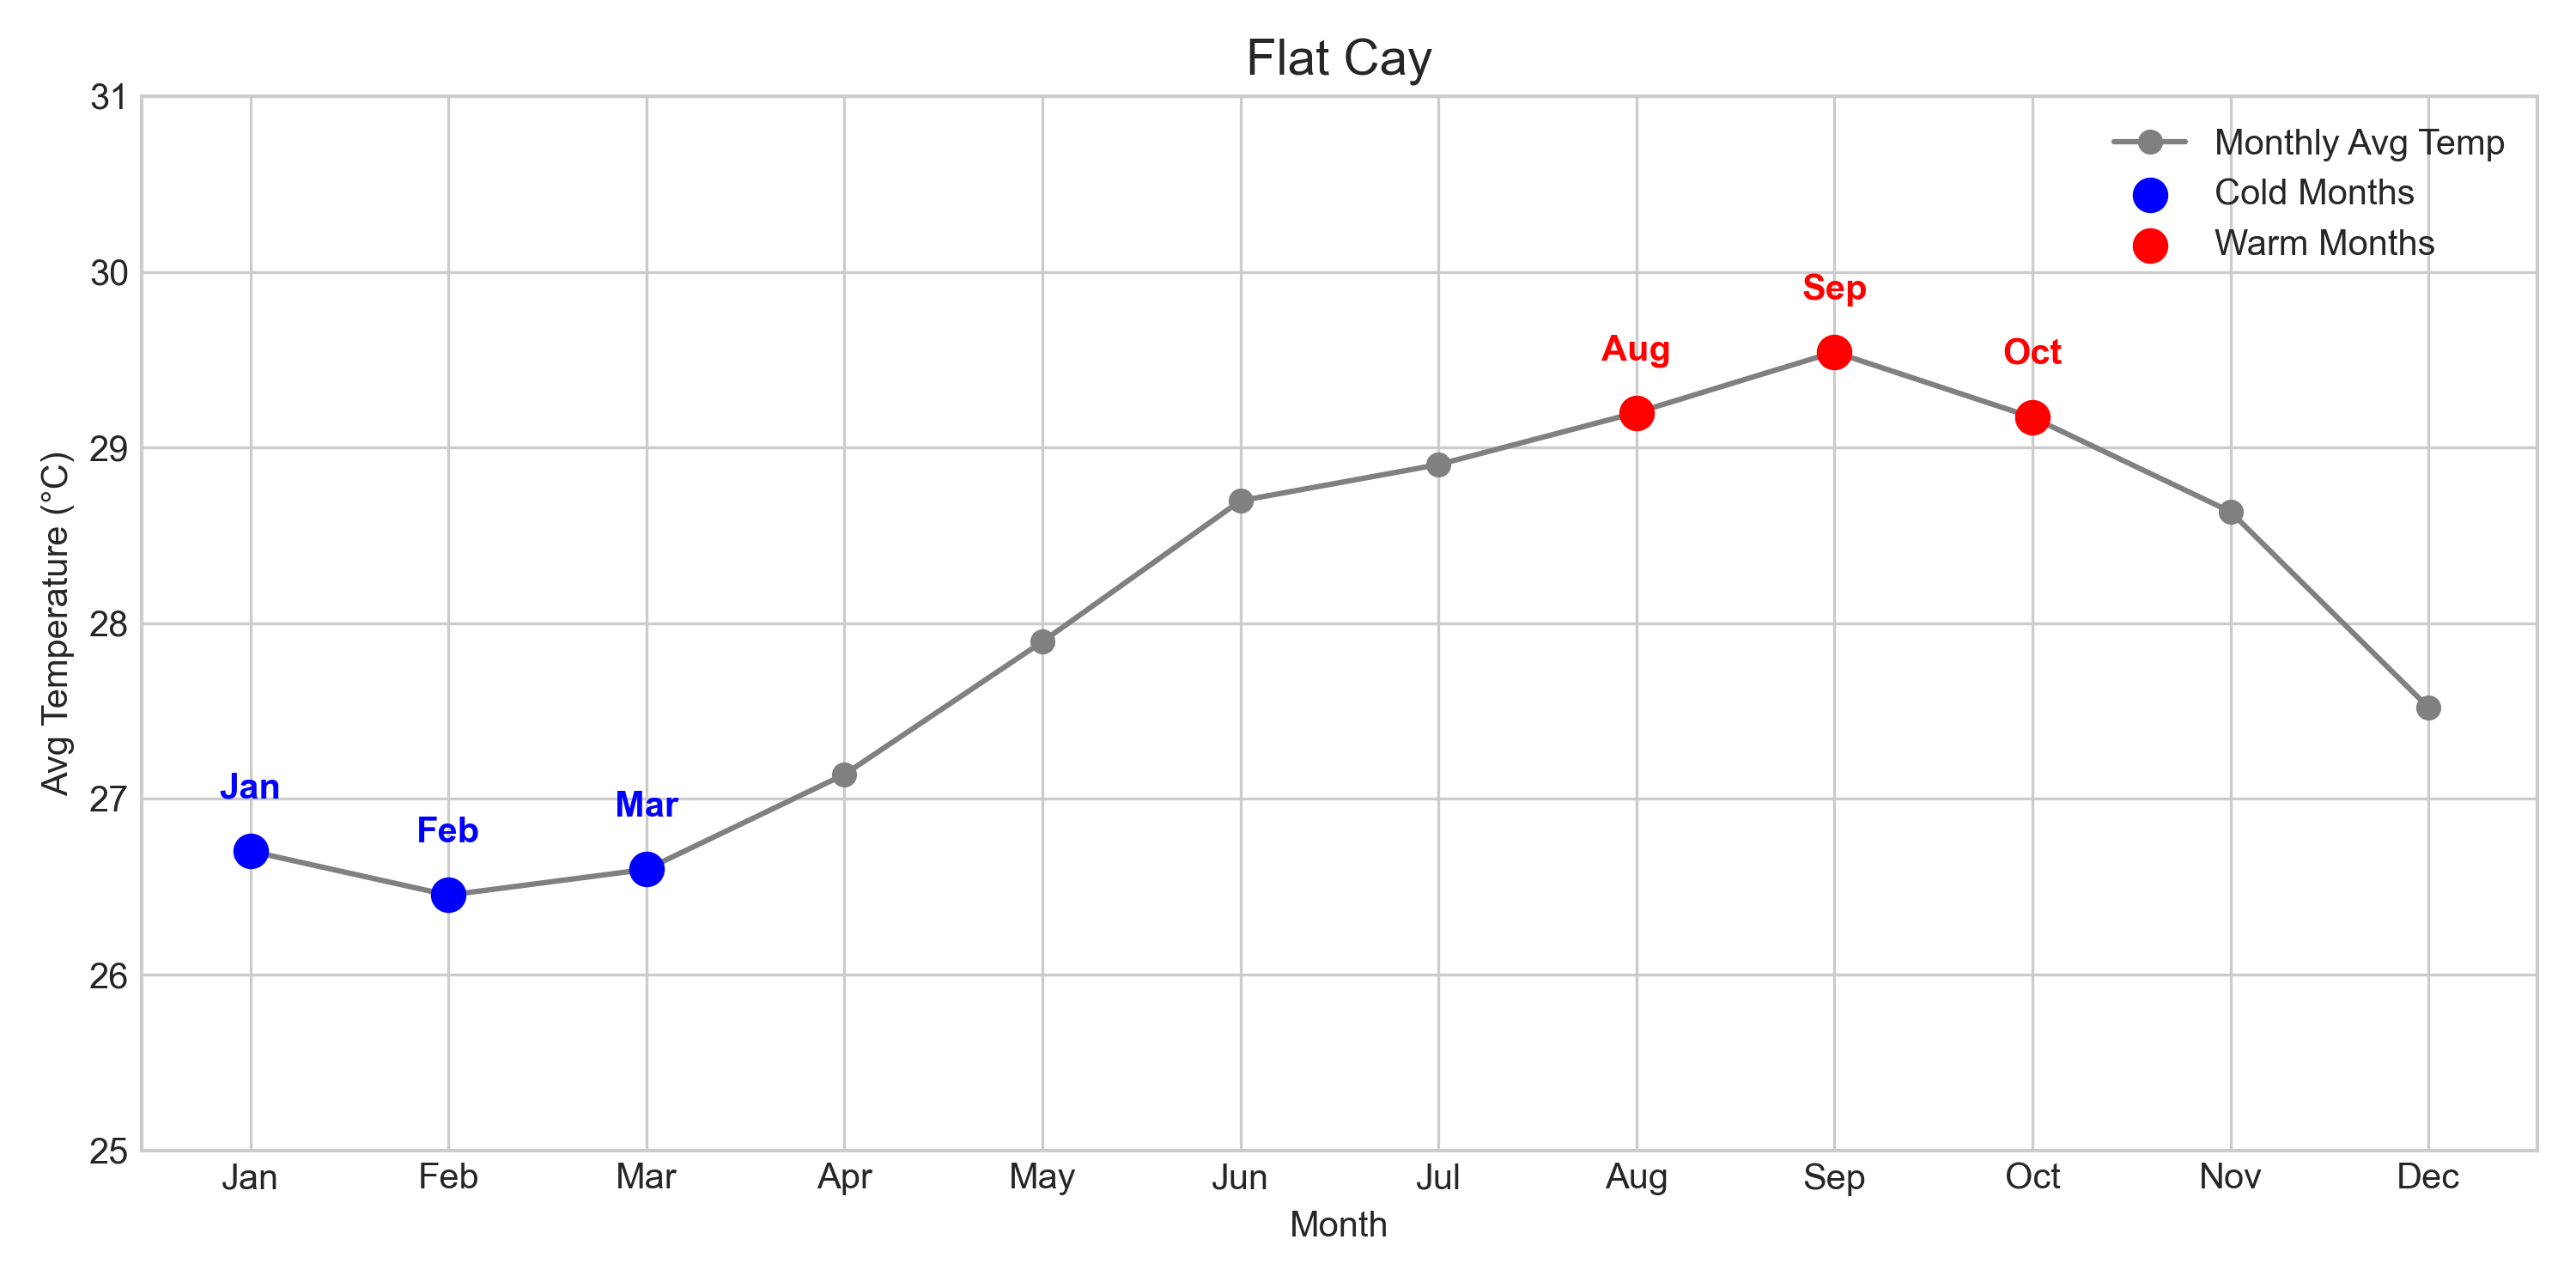 Flat Cay
31
30
29
28
27
26
25
Avg Temperature (°C)
Monthly Avg Temp
Cold Months
Warm Months
Jan
Feb
Mar
Aug
Sep
Oct
Jan Feb Mar Apr May Jun Jul Aug Sep Oct Nov Dec
Month